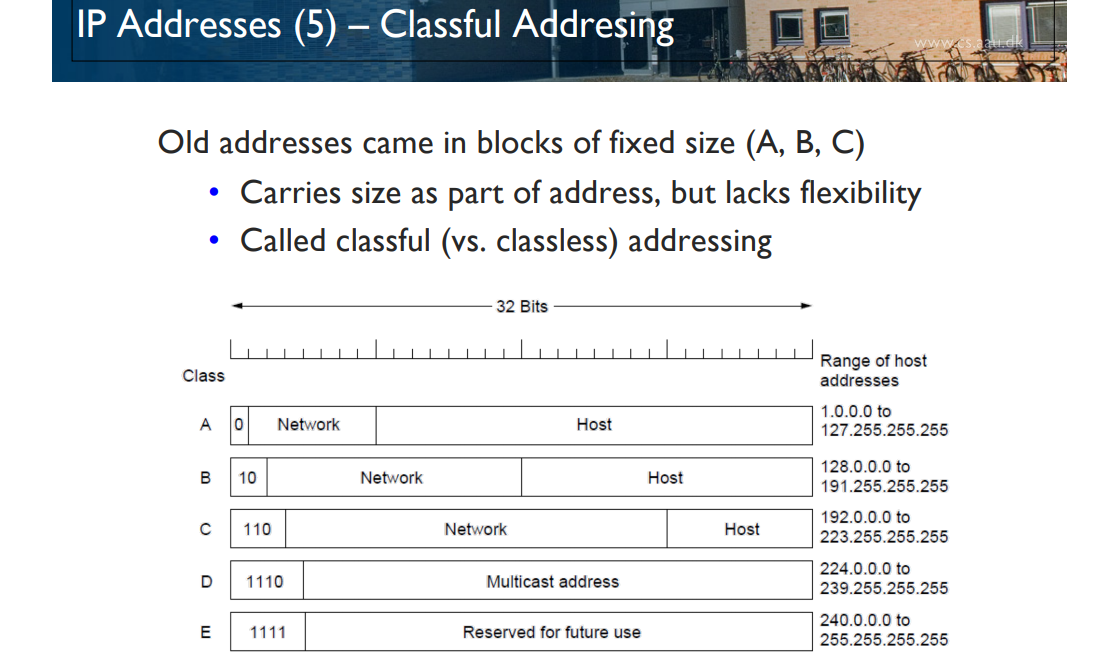 IP Addresses (5) – Classful Addresing
www.cs.aau.dk
Old addresses came in blocks of fixed size (A, B, C)
• Carries size as part of address, but lacks flexibility
• Called classful (vs. classless) addressing
32 Bits
Class
Range of host
addresses
A 0 Network Host 1.0.0.0 to
127.255.255.255
B 10 Network Host 128.0.0.0 to
191.255.255.255
C 110 Network Host 192.0.0.0 to
223.255.255.255
D 1110 Multicast address 224.0.0.0 to
239.255.255.255
E 1111 Reserved for future use 240.0.0.0 to
255.255.255.255